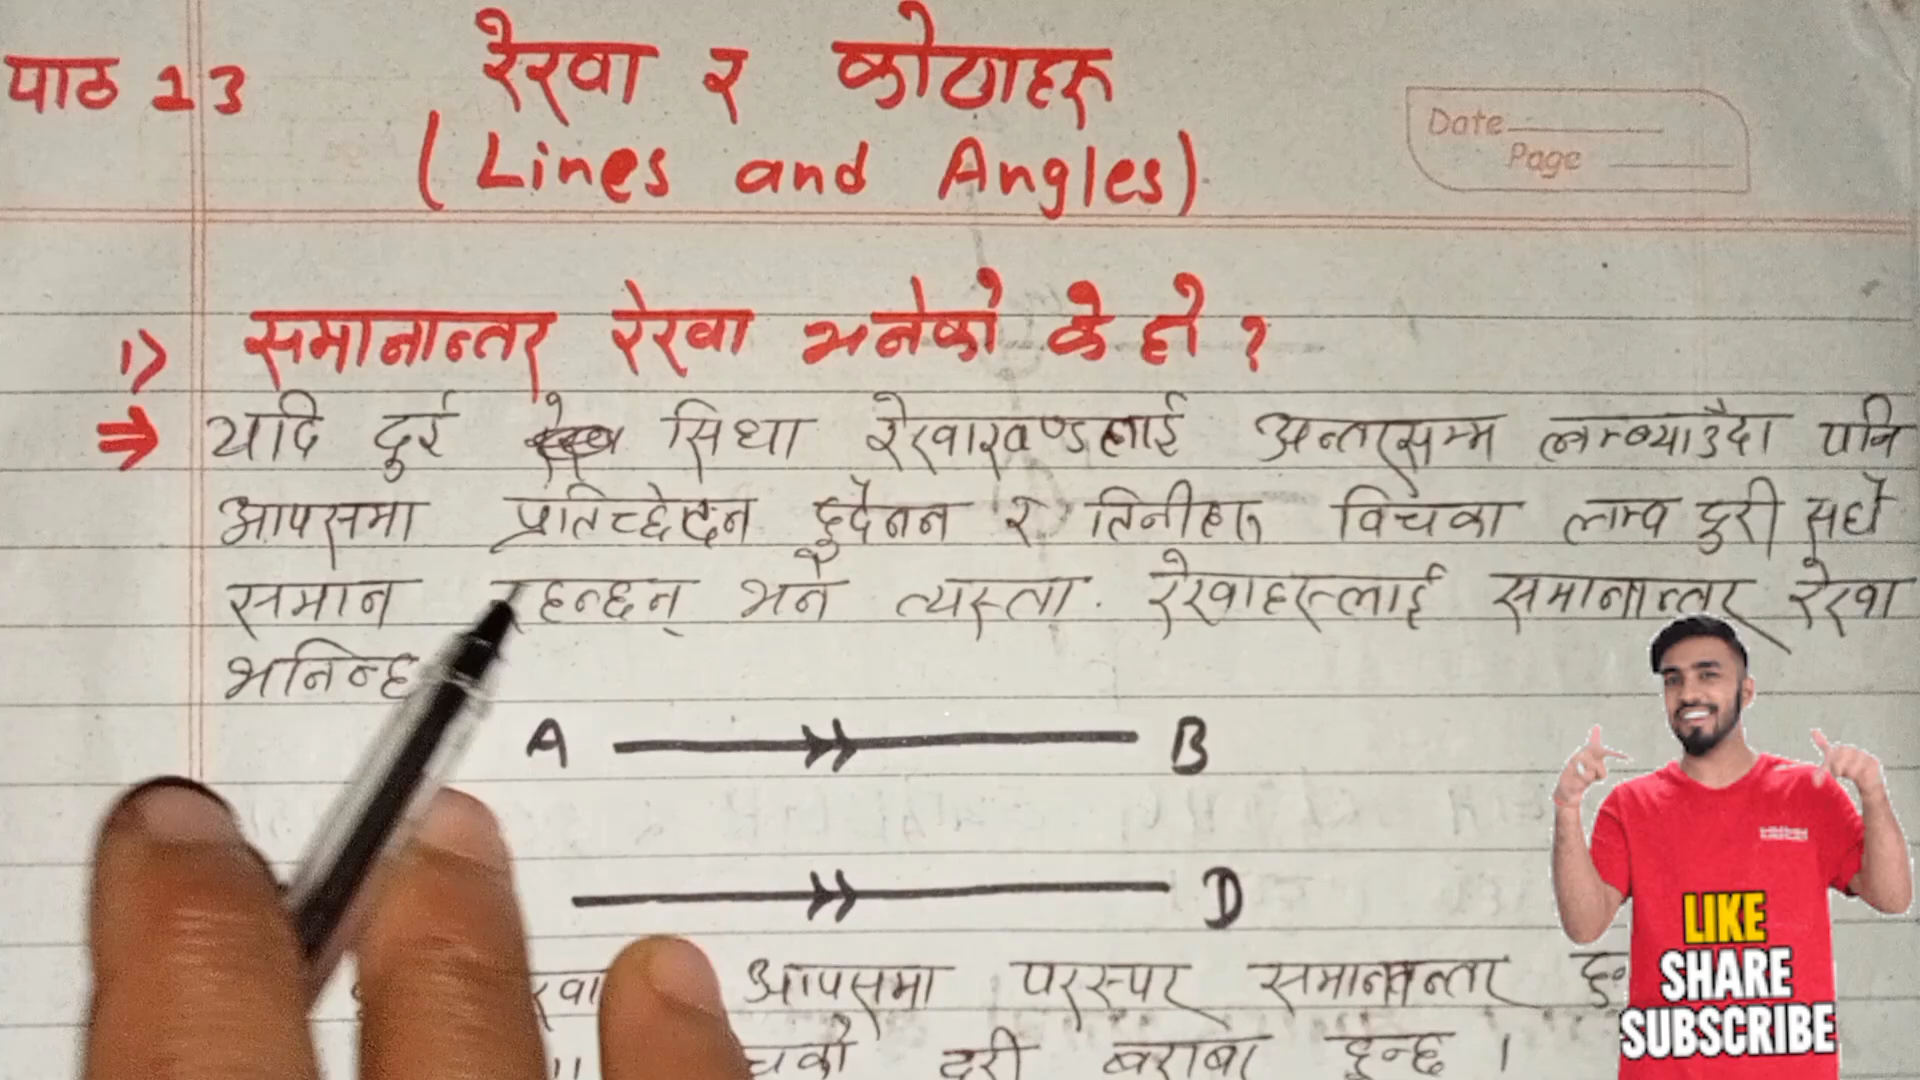 पाठ 13
रेखा र कोणहरू
(Lines and Angles)
Date
Page
1) समानान्तर रेखा भनेको के हो ?
⇒ यदि दुई सिधा रेखाखण्डलाई अन्तसम्म लम्ब्याउँदा पनि
आपसमा प्रतिच्छेदन हुदैनन र तिनीहरू विचका लाम्व दुरी सधैं
समान रहन्छन् भने त्यस्ता रेखाहरूलाई समानान्तर रेखा
भनिन्छ
A B
D
आपसमा परस्पर समानान्तर
दुरी बराबर हुन्छ ।
LIKE
SHARE
SUBSCRIBE